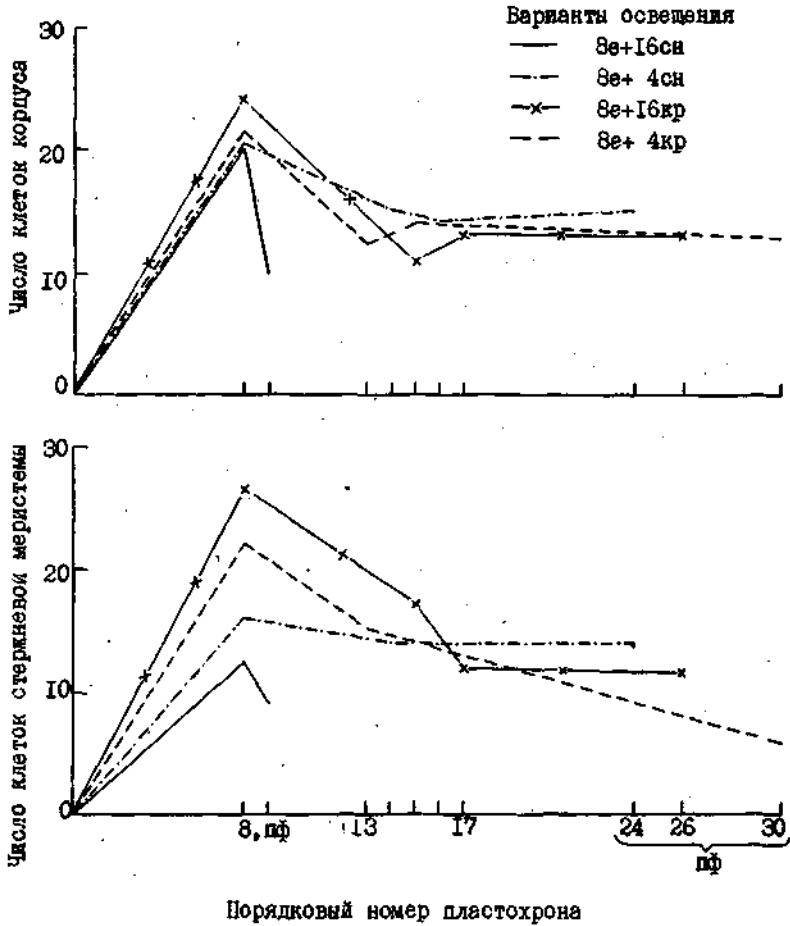 Варианты освещения
8е+16сн
8е+ 4сн
8е+16кр
8е+ 4кр
Число клеток корпуса
30
20
10
0
Число клеток стержневой меристемы
30
20
10
0
8,пф 13 17 24 26 30
пф
Порядковый номер пластохрона